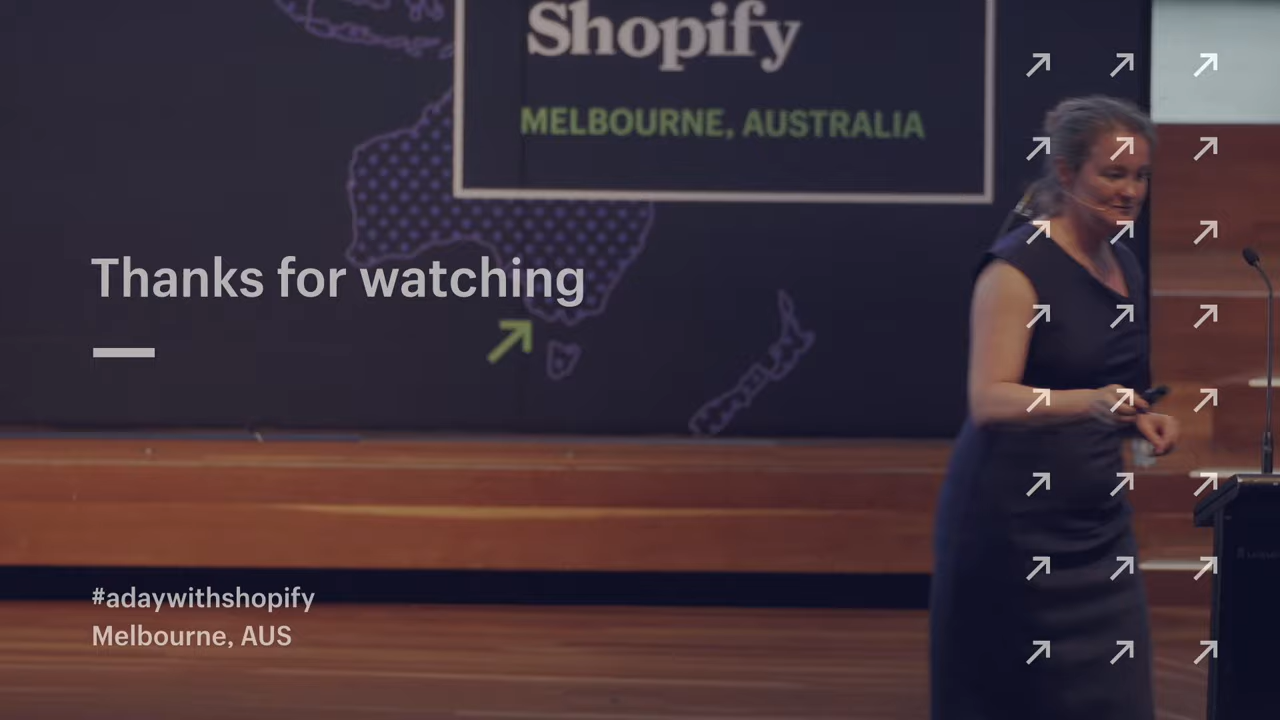 Shopify
MELBOURNE, AUSTRALIA
Thanks for watching
#adaywithshopify
Melbourne, AUS